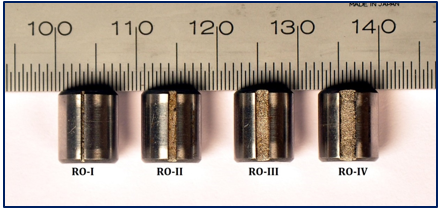 MADE IN JAPAN
100 110 120 130 140
RO-I RO-II RO-III RO-IV